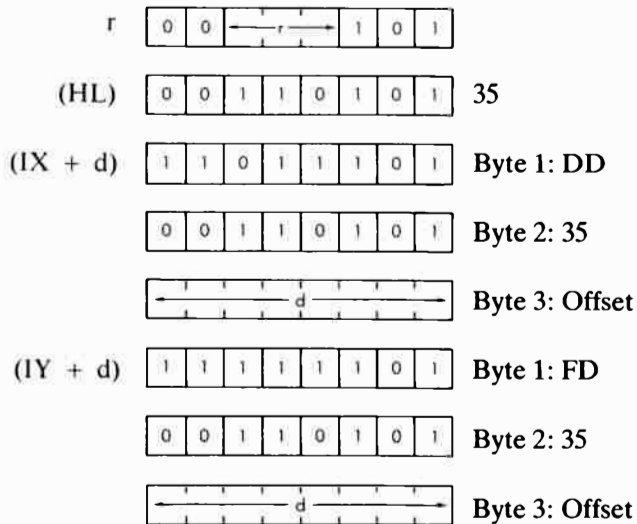 r 0 0 r 1 0 1
(HL) 0 0 1 1 0 1 0 1 35
(IX + d) 1 1 0 1 1 1 0 1 Byte 1: DD
0 0 1 1 0 1 0 1 Byte 2: 35
d Byte 3: Offset
(IY + d) 1 1 1 1 1 1 0 1 Byte 1: FD
0 0 1 1 0 1 0 1 Byte 2: 35
d Byte 3: Offset